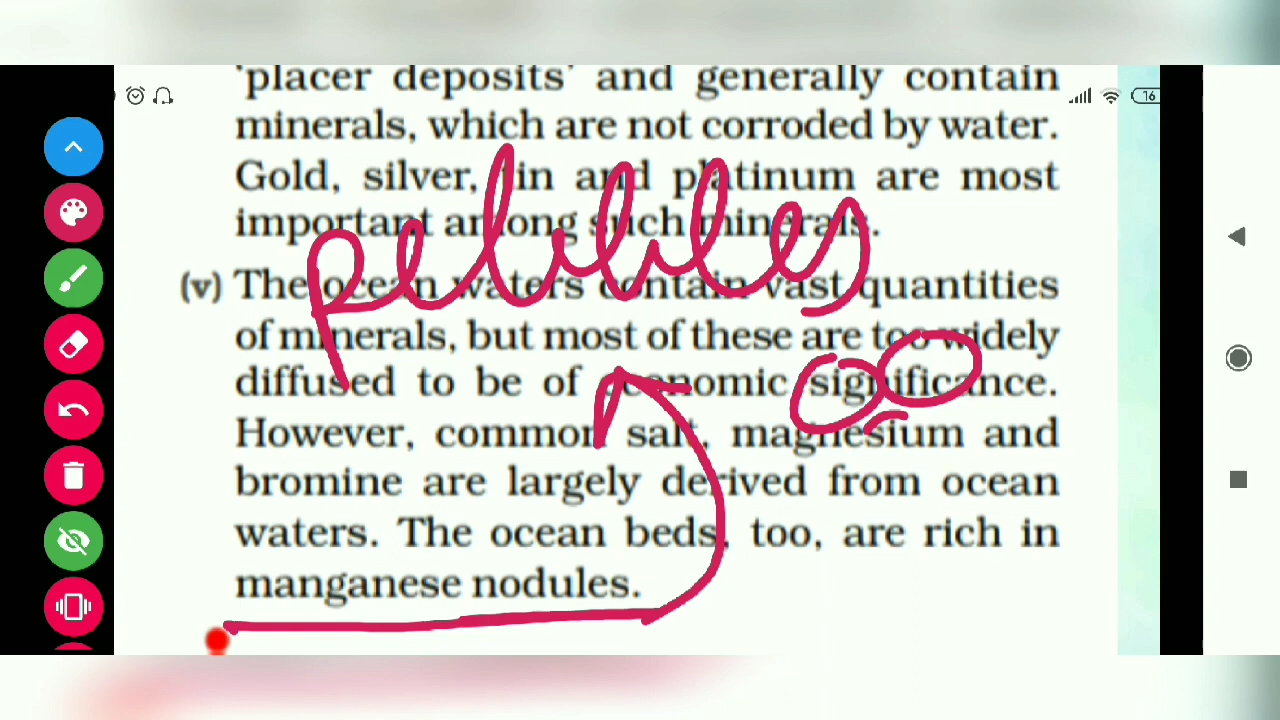 'placer deposits' and generally contain
minerals, which are not corroded by water.
Gold, silver, tin and platinum are most
important among such minerals.
pebbles
(v) The ocean waters contain vast quantities
of minerals, but most of these are too widely
diffused to be of economic significance.
However, common salt, magnesium and
bromine are largely derived from ocean
waters. The ocean beds, too, are rich in
manganese nodules.
16